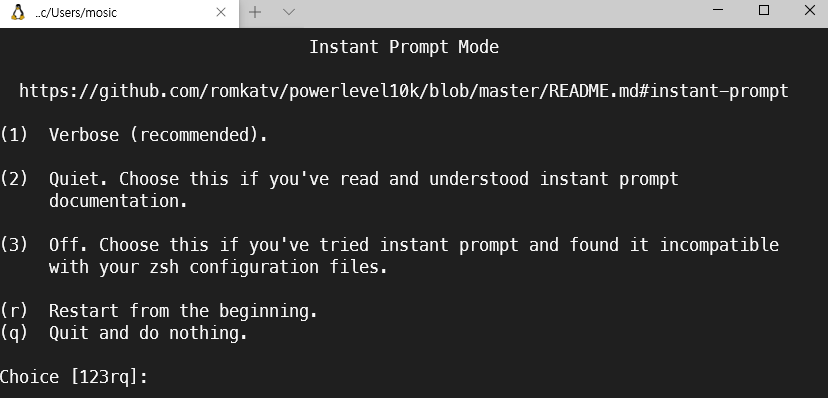 ..c/Users/mosic
Instant Prompt Mode
https://github.com/romkatv/powerlevel10k/blob/master/README.md#instant-prompt
(1) Verbose (recommended).
(2) Quiet. Choose this if you've read and understood instant prompt
documentation.
(3) Off. Choose this if you've tried instant prompt and found it incompatible
with your zsh configuration files.
(r) Restart from the beginning.
(q) Quit and do nothing.
Choice [123rq]: